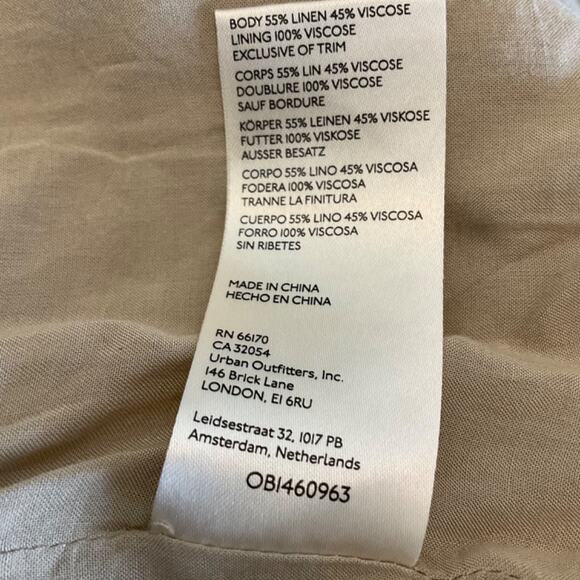 BODY 55% LINEN 45% VISCOSE
LINING 100% VISCOSE
EXCLUSIVE OF TRIM
CORPS 55% LIN 45% VISCOSE
DOUBLURE 100% VISCOSE
SAUF BORDURE
KÖRPER 55% LEINEN 45% VISKOSE
FUTTER 100% VISKOSE
AUSSER BESATZ
CORPO 55% LINO 45% VISCOSA
FODERA 100% VISCOSA
TRANNE LA FINITURA
CUERPO 55% LINO 45% VISCOSA
FORRO 100% VISCOSA
SIN RIBETES
MADE IN CHINA
HECHO EN CHINA
RN 66170
CA 32054
Urban Outfitters, Inc.
146 Brick Lane
LONDON, E1 6RU
Leidsestraat 32, 1017 PB
Amsterdam, Netherlands
OB1460963